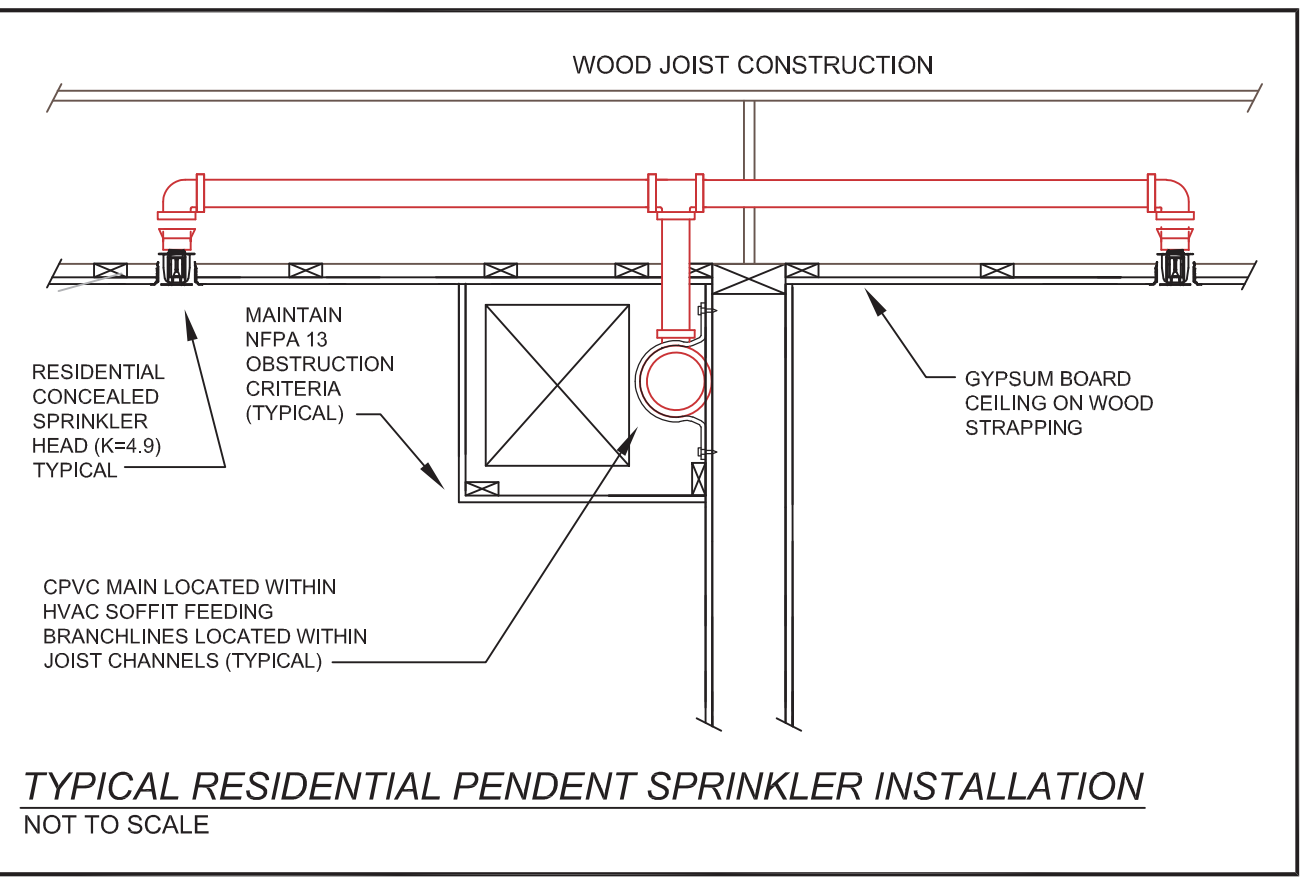 WOOD JOIST CONSTRUCTION
MAINTAIN
NFPA 13
OBSTRUCTION
CRITERIA
(TYPICAL)
RESIDENTIAL
CONCEALED
SPRINKLER
HEAD (K=4.9)
TYPICAL
GYPSUM BOARD
CEILING ON WOOD
STRAPPING
CPVC MAIN LOCATED WITHIN
HVAC SOFFIT FEEDING
BRANCHLINES LOCATED WITHIN
JOIST CHANNELS (TYPICAL)
TYPICAL RESIDENTIAL PENDENT SPRINKLER INSTALLATION
NOT TO SCALE